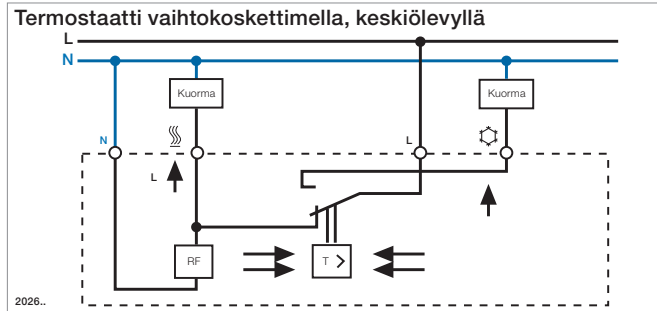 Termostaatti vaihtokoskettimella, keskiölevyllä
L
N
Kuorma
Kuorma
N
L
L
RF
T >
2026..